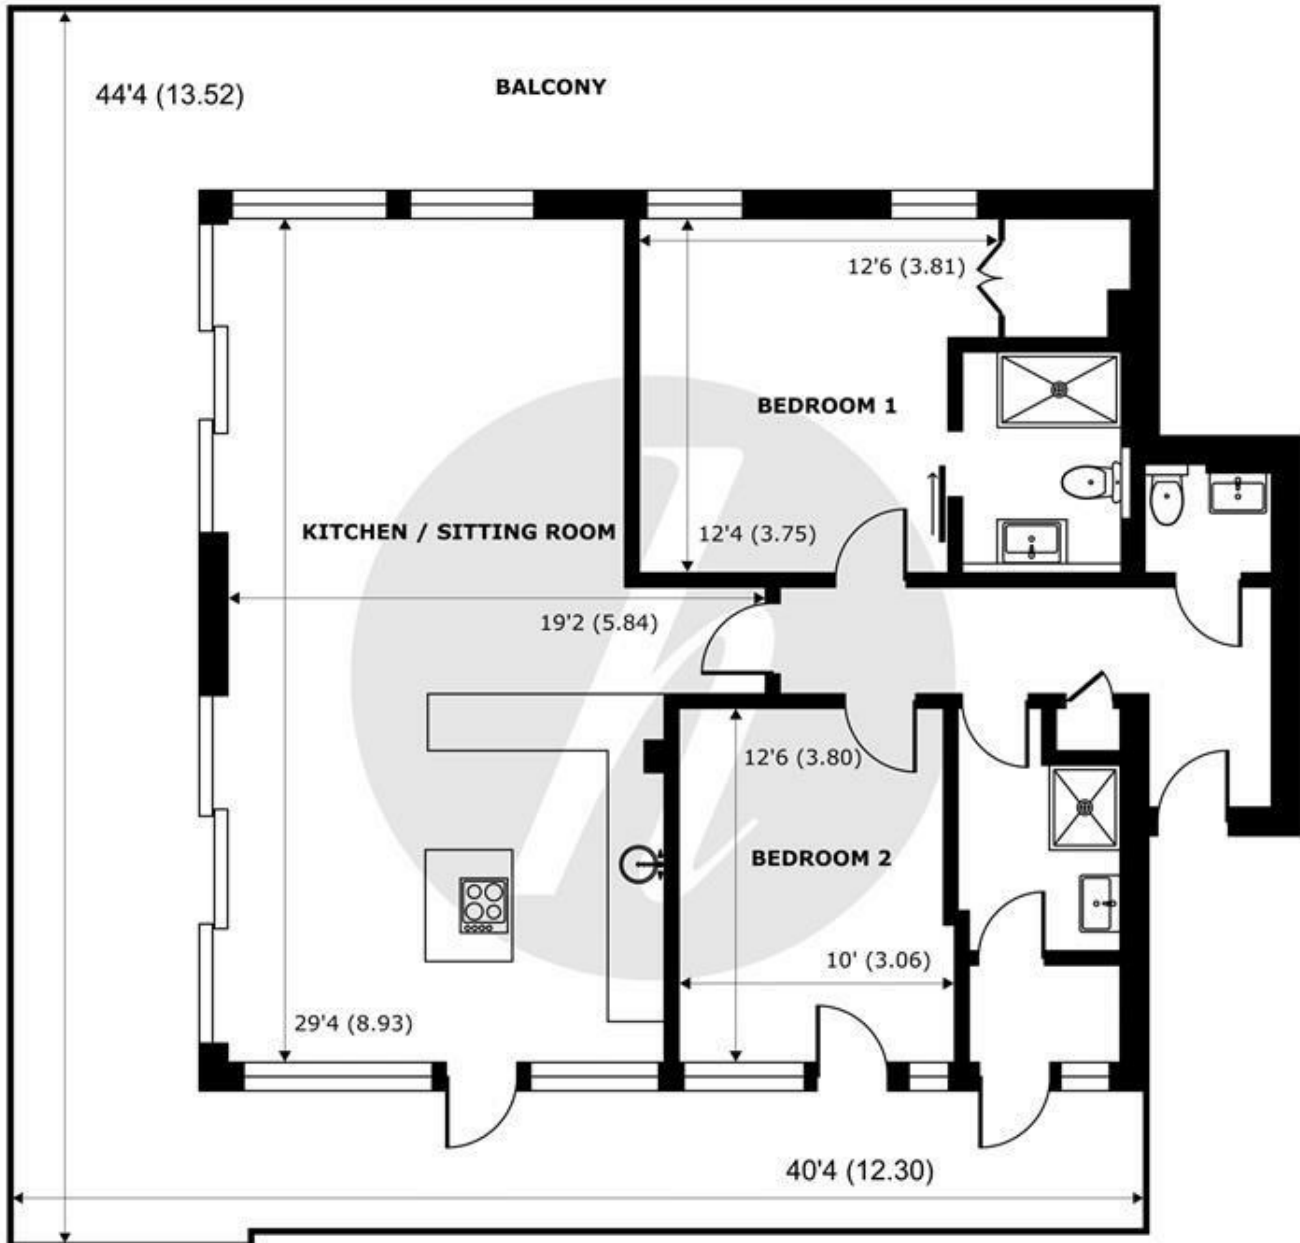 44'4 (13.52)
BALCONY
12'6 (3.81)
BEDROOM 1
KITCHEN / SITTING ROOM
12'4 (3.75)
19'2 (5.84)
12'6 (3.80)
BEDROOM 2
10' (3.06)
29'4 (8.93)
40'4 (12.30)
h